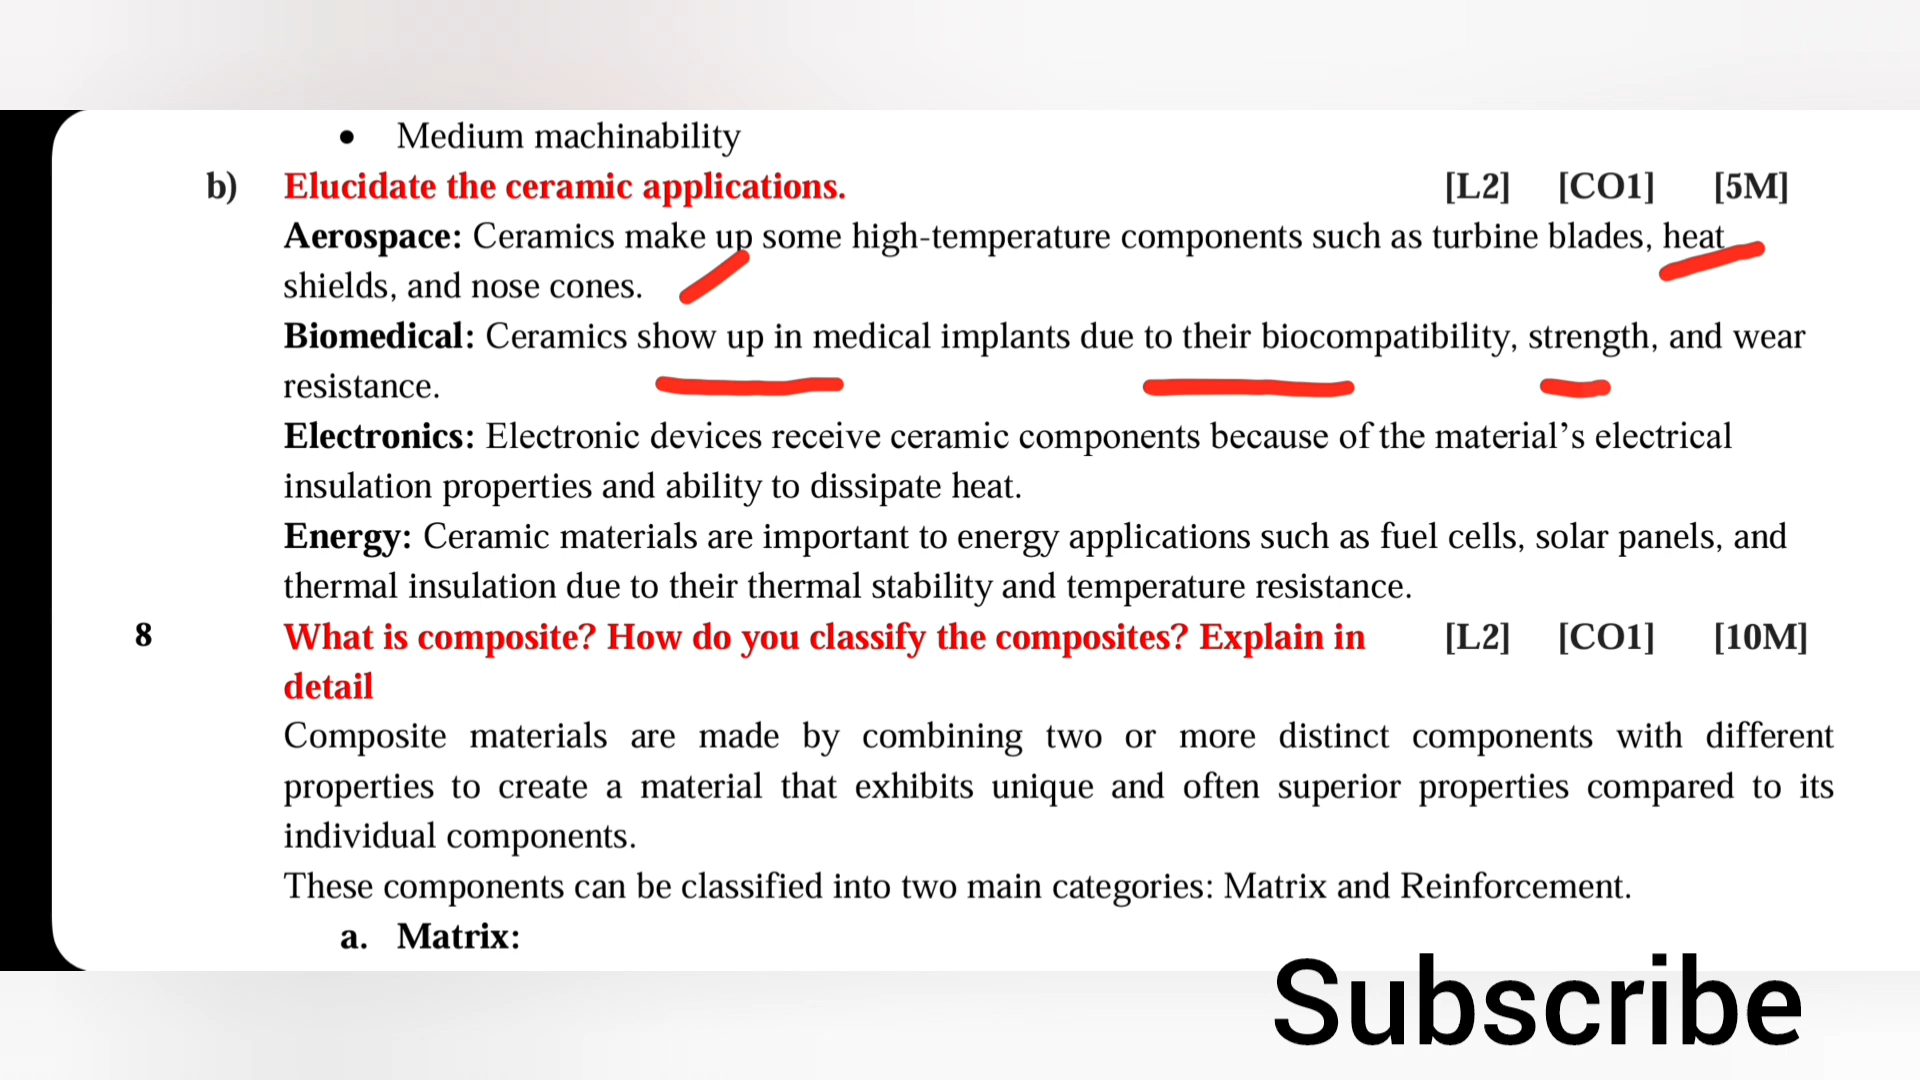 • Medium machinability
b) Elucidate the ceramic applications. [L2] [CO1] [5M]
Aerospace: Ceramics make up some high-temperature components such as turbine blades, heat
shields, and nose cones.
Biomedical: Ceramics show up in medical implants due to their biocompatibility, strength, and wear
resistance.
Electronics: Electronic devices receive ceramic components because of the material’s electrical
insulation properties and ability to dissipate heat.
Energy: Ceramic materials are important to energy applications such as fuel cells, solar panels, and
thermal insulation due to their thermal stability and temperature resistance.
8 What is composite? How do you classify the composites? Explain in [L2] [CO1] [10M]
detail
Composite materials are made by combining two or more distinct components with different
properties to create a material that exhibits unique and often superior properties compared to its
individual components.
These components can be classified into two main categories: Matrix and Reinforcement.
a. Matrix:
Subscribe